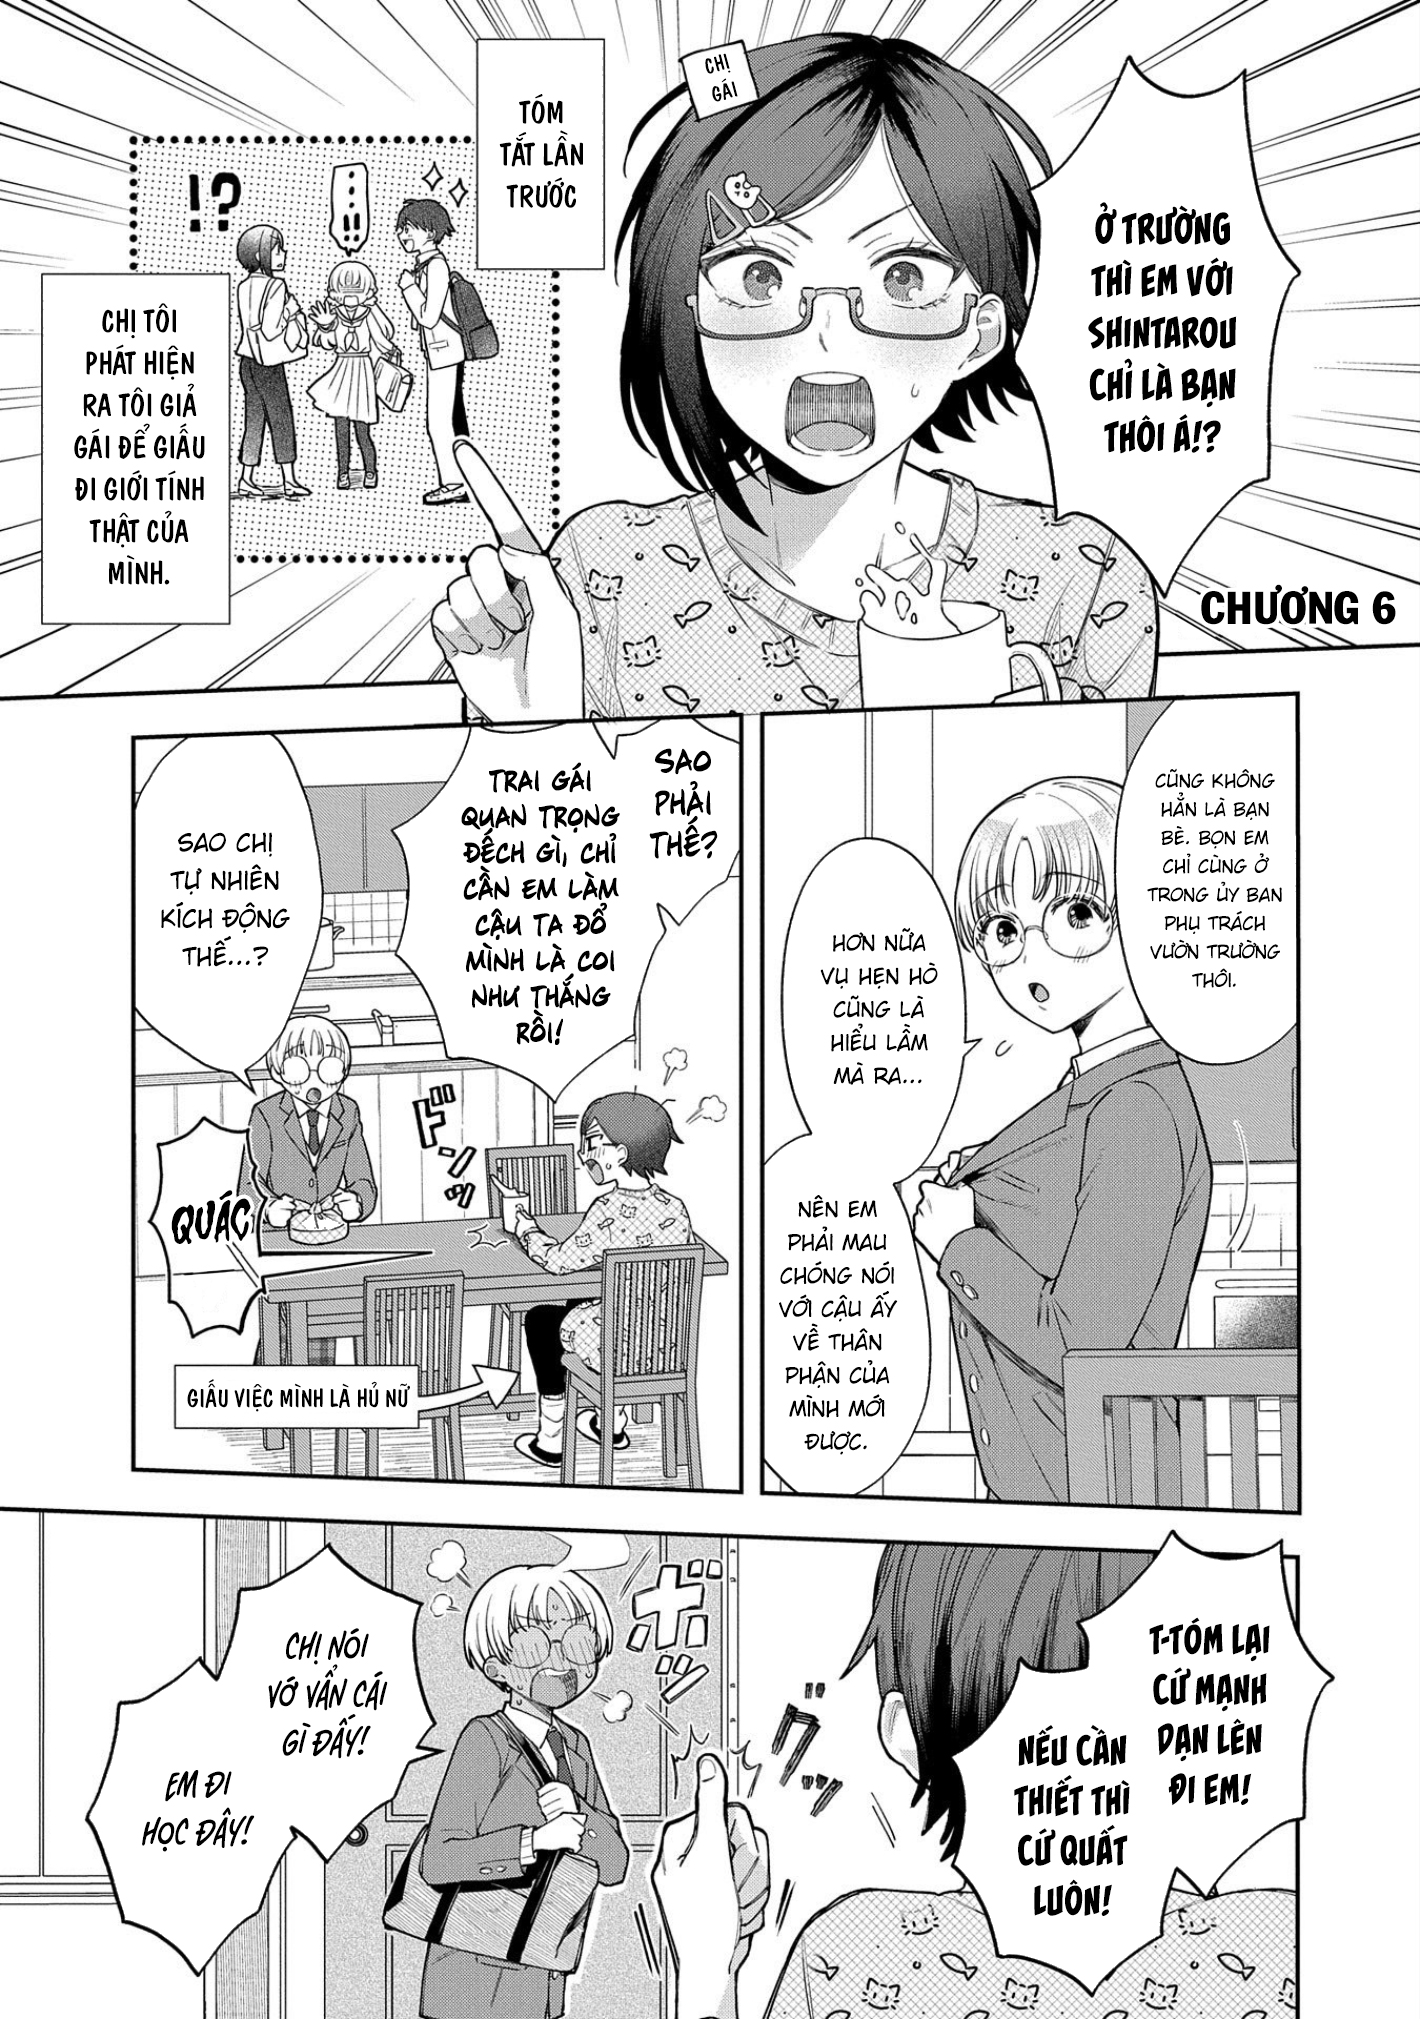 Ở TRƯỜNG
THÌ EM VỚI
SHINTAROU
CHỈ LÀ BẠN
THÔI Á!?
CHỊ
GÁI
TÓM
TẮT LẦN
TRƯỚC
!?
CHỊ TÔI
PHÁT HIỆN
RA TÔI GIẢ
GÁI ĐỂ GIẤU
ĐI GIỚI TÍNH
THẬT CỦA
MÌNH.
CHƯƠNG 6
CŨNG KHÔNG
HẲN LÀ BẠN
BÈ. BỌN EM
CHỈ CÙNG Ở
TRONG ỦY BAN
PHỤ TRÁCH
VƯỜN TRƯỜNG
THÔI.
HƠN NỮA
VỤ HẸN HÒ
CŨNG LÀ
HIỂU LẦM
MÀ RA...
NÊN EM
PHẢI MAU
CHÓNG NÓI
VỚI CẬU ẤY
VỀ THÂN
PHẬN CỦA
MÌNH MỚI
ĐƯỢC.
SAO
PHẢI
THẾ?
TRAI GÁI
QUAN TRỌNG
ĐẾCH GÌ, CHỈ
CẦN EM LÀM
CẬU TA ĐỔ
MÌNH LÀ COI
NHƯ THẮNG
RỒI!
SAO CHỊ
TỰ NHIÊN
KÍCH ĐỘNG
THẾ...?
ドンッ
QUÁC
GIẤU VIỆC MÌNH LÀ HỦ NỮ
T-TÓM LẠI
CỨ MẠNH
DẠN LÊN
ĐI EM!
NẾU CẦN
THIẾT THÌ
CỨ QUẤT
LUÔN!
グッ
ボッ
CHỊ NÓI
VỚ VẨN CÁI
GÌ ĐẤY!
EM ĐI
HỌC ĐÂY!